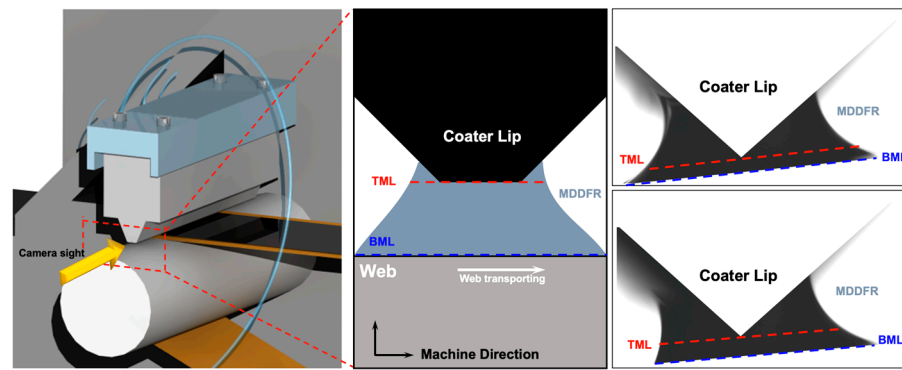 Camera sight
Coater Lip
TML
MDDFR
BML
Web
Web transporting
Machine Direction
Coater Lip
MDDFR
TML
BML
Coater Lip
MDDFR
TML
BML